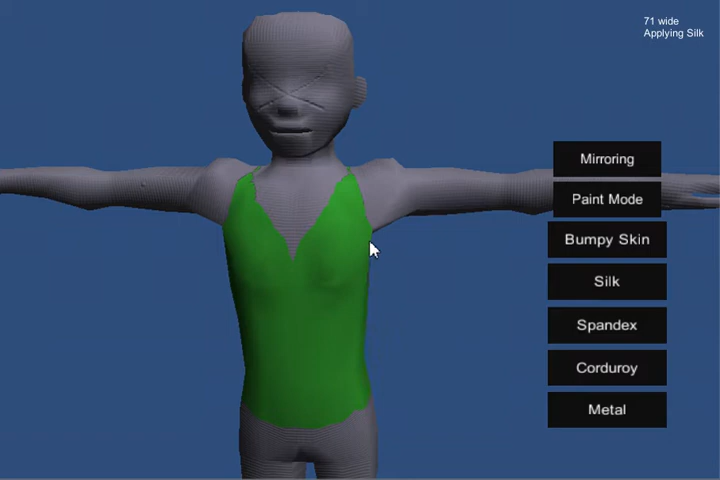 71 wide
Applying Silk
Mirroring
Paint Mode
Bumpy Skin
Silk
Spandex
Corduroy
Metal